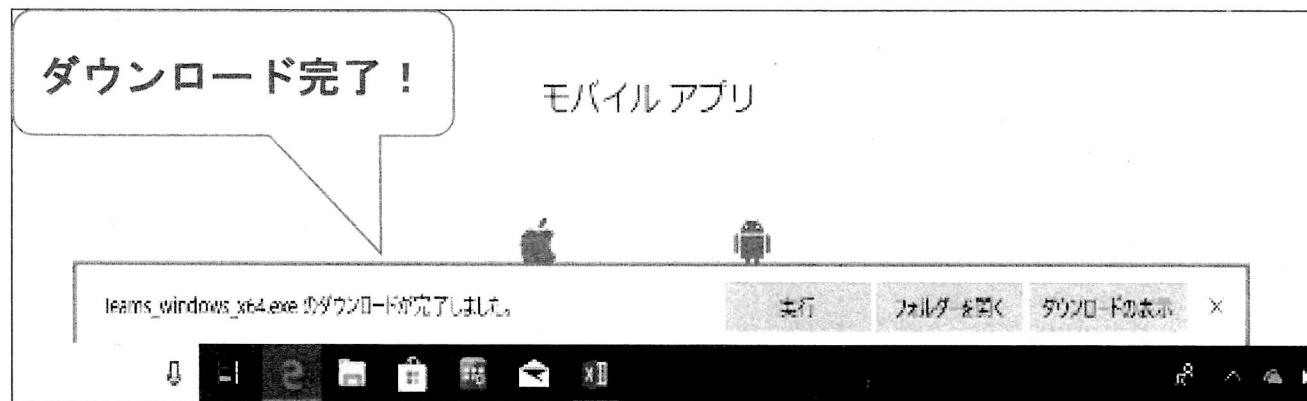 ダウンロード完了！
モバイル アプリ
Teams_windows_x64.exe のダウンロードが完了しました。
実行
フォルダーを開く
ダウンロードの表示